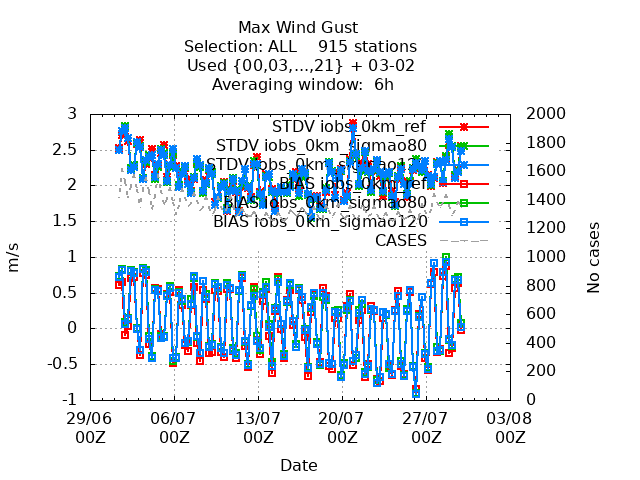 Max Wind Gust
Selection: ALL    915 stations
Used {00,03,...,21} + 03-02
Averaging window:  6h
STDV iobs_0km_ref
STDV iobs_0km_sigmao80
STDV iobs_0km_sigmao120
BIAS iobs_0km_ref
BIAS iobs_0km_sigmao80
BIAS iobs_0km_sigmao120
CASES
3
2.5
2
1.5
1
0.5
0
-0.5
-1
m/s
2000
1800
1600
1400
1200
1000
800
600
400
200
0
No cases
29/06 06/07 13/07 20/07 27/07 03/08
00Z 00Z 00Z 00Z 00Z 00Z
Date